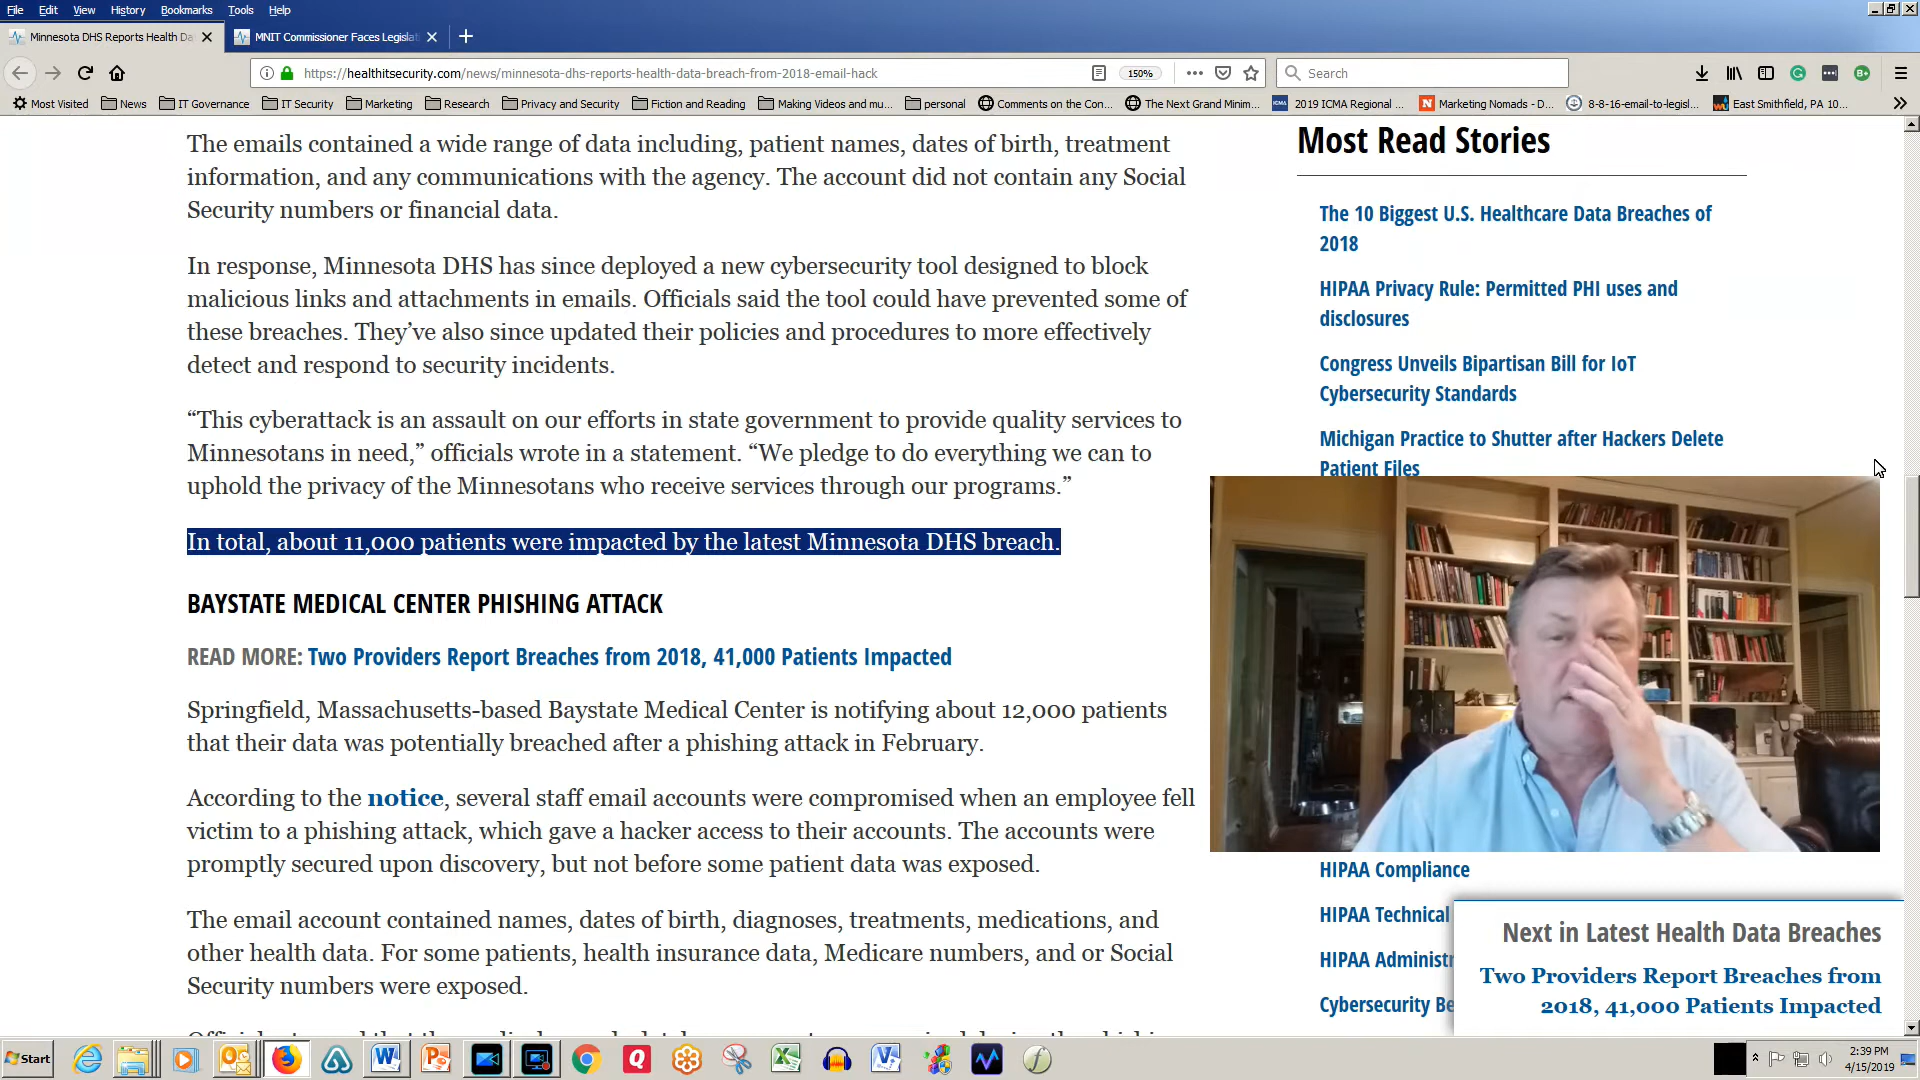 File Edit View History Bookmarks Tools Help
Minnesota DHS Reports Health Da
MNIT Commissioner Faces Legislat
https://healthitsecurity.com/news/minnesota-dhs-reports-health-data-breach-from-2018-email-hack
150%
Search
Most Visited News IT Governance IT Security Marketing Research Privacy and Security Fiction and Reading Making Videos and mu... personal Comments on the Con... The Next Grand Minim... 2019 ICMA Regional ... Marketing Nomads - D... 8-8-16-email-to-legisl... East Smithfield, PA 10...
The emails contained a wide range of data including, patient names, dates of birth, treatment
information, and any communications with the agency. The account did not contain any Social
Security numbers or financial data.
In response, Minnesota DHS has since deployed a new cybersecurity tool designed to block
malicious links and attachments in emails. Officials said the tool could have prevented some of
these breaches. They’ve also since updated their policies and procedures to more effectively
detect and respond to security incidents.
“This cyberattack is an assault on our efforts in state government to provide quality services to
Minnesotans in need,” officials wrote in a statement. “We pledge to do everything we can to
uphold the privacy of the Minnesotans who receive services through our programs.”
In total, about 11,000 patients were impacted by the latest Minnesota DHS breach.
BAYSTATE MEDICAL CENTER PHISHING ATTACK
READ MORE: Two Providers Report Breaches from 2018, 41,000 Patients Impacted
Springfield, Massachusetts-based Baystate Medical Center is notifying about 12,000 patients
that their data was potentially breached after a phishing attack in February.
According to the notice, several staff email accounts were compromised when an employee fell
victim to a phishing attack, which gave a hacker access to their accounts. The accounts were
promptly secured upon discovery, but not before some patient data was exposed.
The email account contained names, dates of birth, diagnoses, treatments, medications, and
other health data. For some patients, health insurance data, Medicare numbers, and or Social
Security numbers were exposed.
Most Read Stories
The 10 Biggest U.S. Healthcare Data Breaches of
2018
HIPAA Privacy Rule: Permitted PHI uses and
disclosures
Congress Unveils Bipartisan Bill for IoT
Cybersecurity Standards
Michigan Practice to Shutter after Hackers Delete
Patient Files
HIPAA Compliance
HIPAA Technical
HIPAA Administr
Cybersecurity Be
Next in Latest Health Data Breaches
Two Providers Report Breaches from
2018, 41,000 Patients Impacted
Start
2:39 PM
4/15/2019